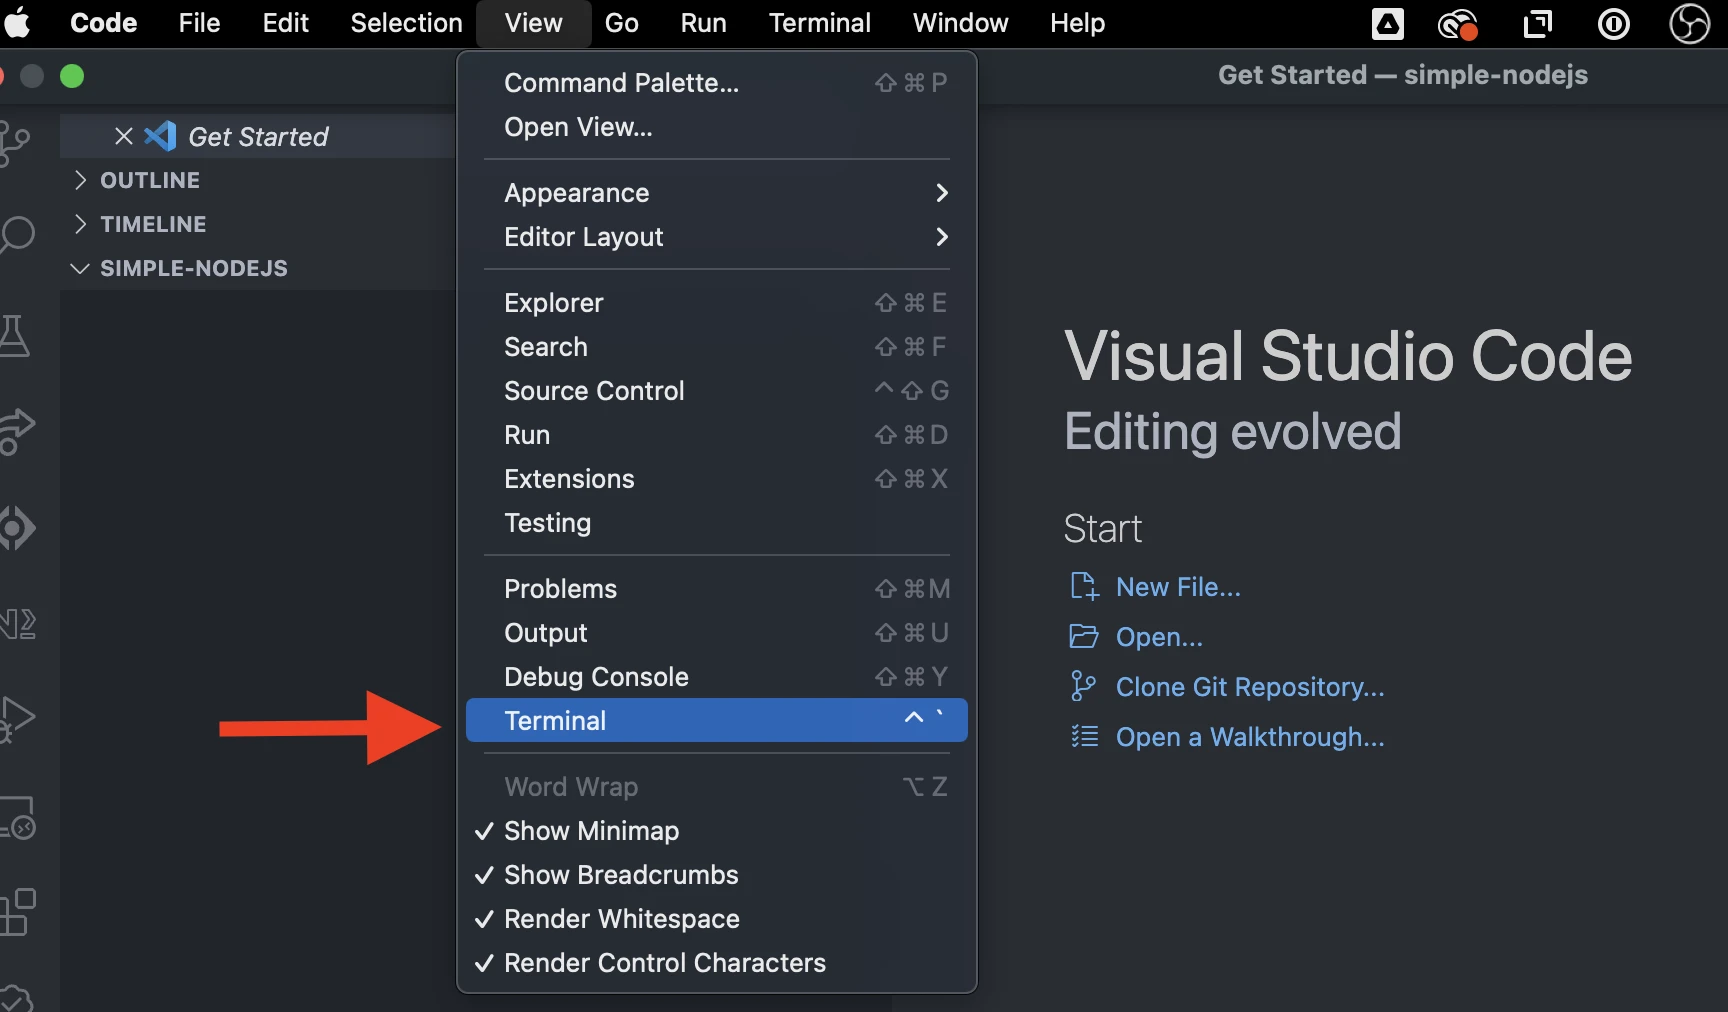 Code File Edit Selection View Go Run Terminal Window Help
Get Started — simple-nodejs
Get Started
OUTLINE
TIMELINE
SIMPLE-NODEJS
Command Palette... ⇧⌘P
Open View...
Appearance
Editor Layout
Explorer ⇧⌘E
Search ⇧⌘F
Source Control ^⇧G
Run ⇧⌘D
Extensions ⇧⌘X
Testing
Problems ⇧⌘M
Output ⇧⌘U
Debug Console ⇧⌘Y
Terminal ^`
Word Wrap ⌥Z
✓ Show Minimap
✓ Show Breadcrumbs
✓ Render Whitespace
✓ Render Control Characters
Visual Studio Code
Editing evolved
Start
New File...
Open...
Clone Git Repository...
Open a Walkthrough...